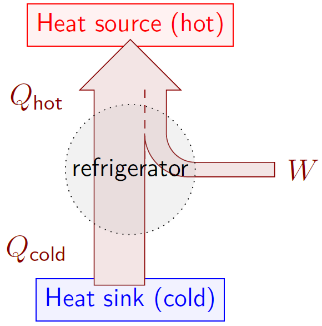 Heat source (hot)
Q_hot
refrigerator
W
Q_cold
Heat sink (cold)